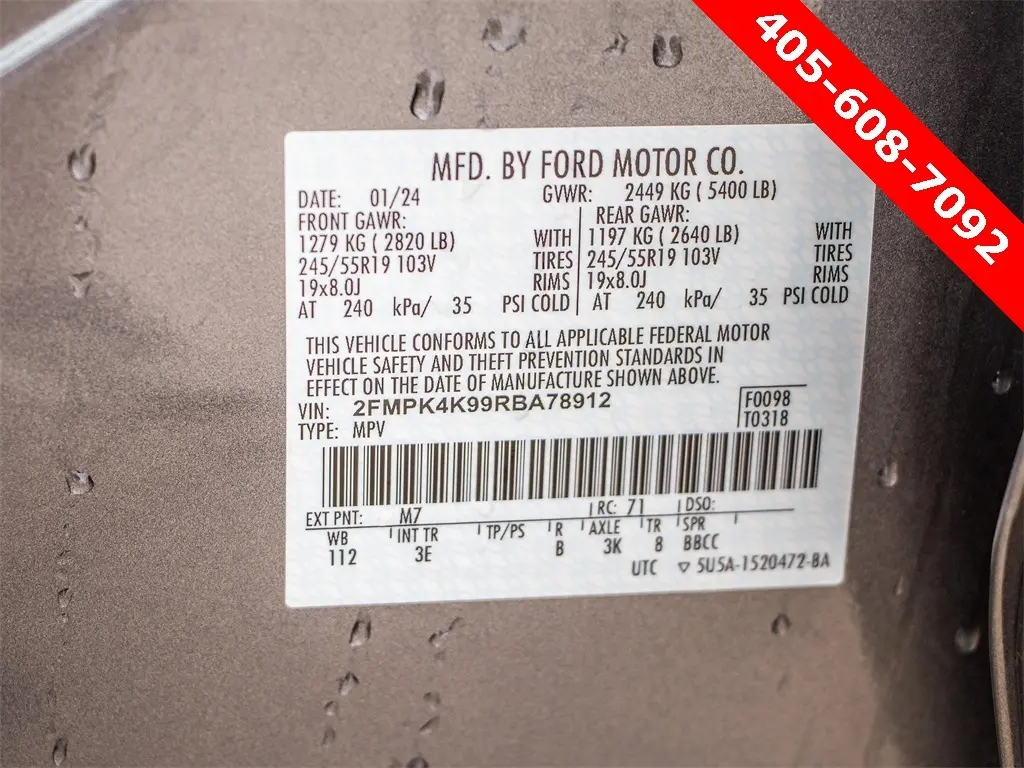 405-608-7092
MFD. BY FORD MOTOR CO.
DATE: 01/24 GVWR: 2449 KG ( 5400 LB)
FRONT GAWR: REAR GAWR:
1279 KG ( 2820 LB) WITH 1197 KG ( 2640 LB) WITH
245/55R19 103V TIRES 245/55R19 103V TIRES
19x8.0J RIMS 19x8.0J RIMS
AT 240 kPa/ 35 PSI COLD AT 240 kPa/ 35 PSI COLD
THIS VEHICLE CONFORMS TO ALL APPLICABLE FEDERAL MOTOR
VEHICLE SAFETY AND THEFT PREVENTION STANDARDS IN
EFFECT ON THE DATE OF MANUFACTURE SHOWN ABOVE.
VIN: 2FMPK4K99RBA78912 F0098
TYPE: MPV T0318
EXT PNT: M7 RC: 71 DSO:
WB INT TR TP/PS R AXLE TR SPR
112 3E B 3K 8 BBCC
UTC ▽ 5U5A-1520472-BA